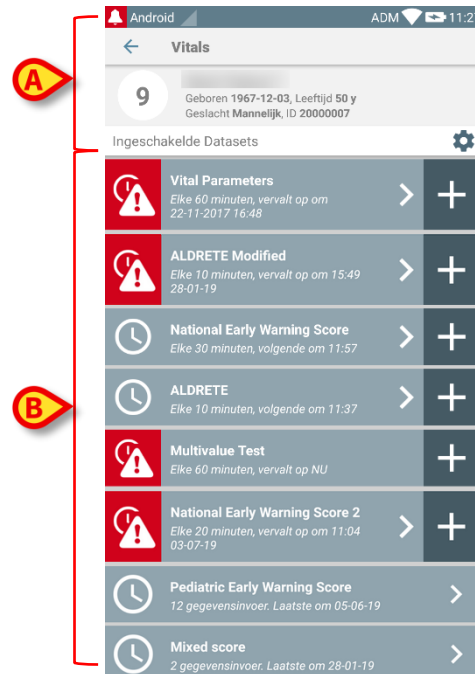 Android ADM 11:2
Vitals
9
Geboren 1967-12-03, Leeftijd 50 y
Geslacht Mannelijk, ID 20000007
A
Ingeschakelde Datasets
Vital Parameters
Elke 60 minuten, vervalt op om
22-11-2017 16:48
ALDRETE Modified
Elke 10 minuten, vervalt op om 15:49
28-01-19
National Early Warning Score
Elke 30 minuten, volgende om 11:57
ALDRETE
Elke 10 minuten, volgende om 11:37
B
Multivalue Test
Elke 60 minuten, vervalt op NU
National Early Warning Score 2
Elke 20 minuten, vervalt op om 11:04
03-07-19
Pediatric Early Warning Score
12 gegevensinvoer. Laatste om 05-06-19
Mixed score
2 gegevensinvoer. Laatste om 28-01-19